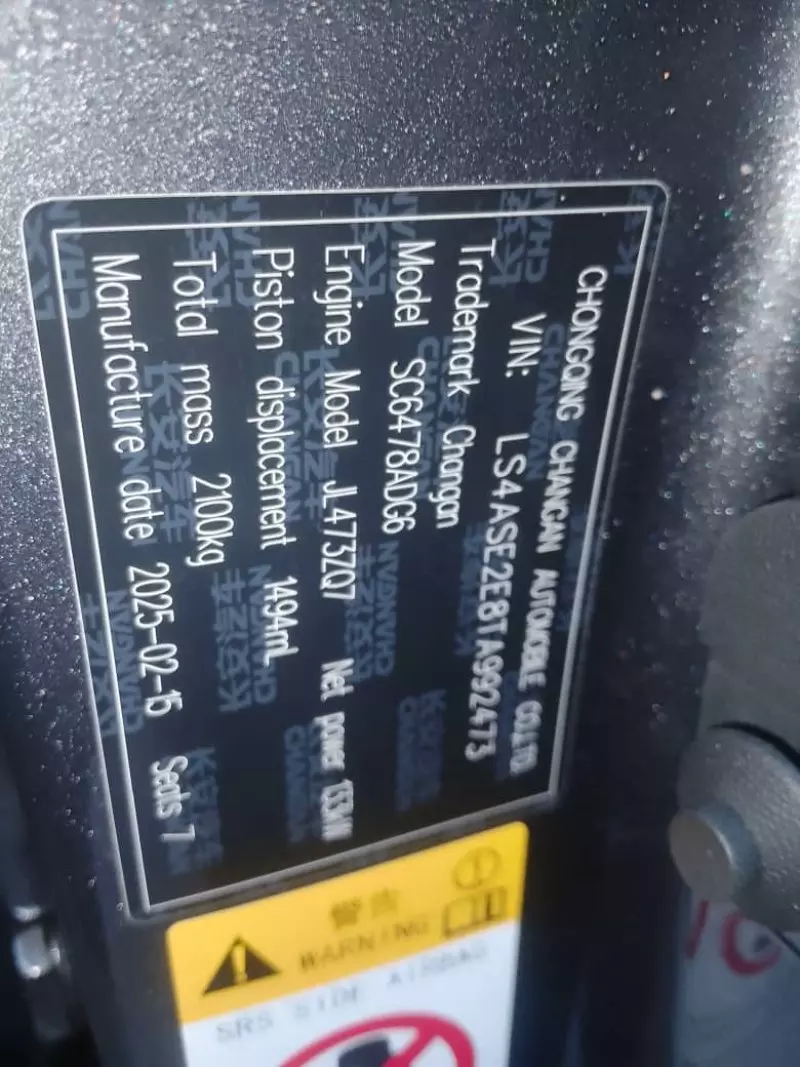 CHONGQING CHANGAN AUTOMOBILE CO.,LTD
VIN: LS4ASE2E8TA992473
Trademark Changan
Model SC6478ADG6
Engine Model JL473ZQ7 Net power 133kW
Piston displacement 1494mL
Total mass 2100kg
Manufacture date 2025-02-15 Seats 7
警告
WARNING
SRS SIDE AIRBAG